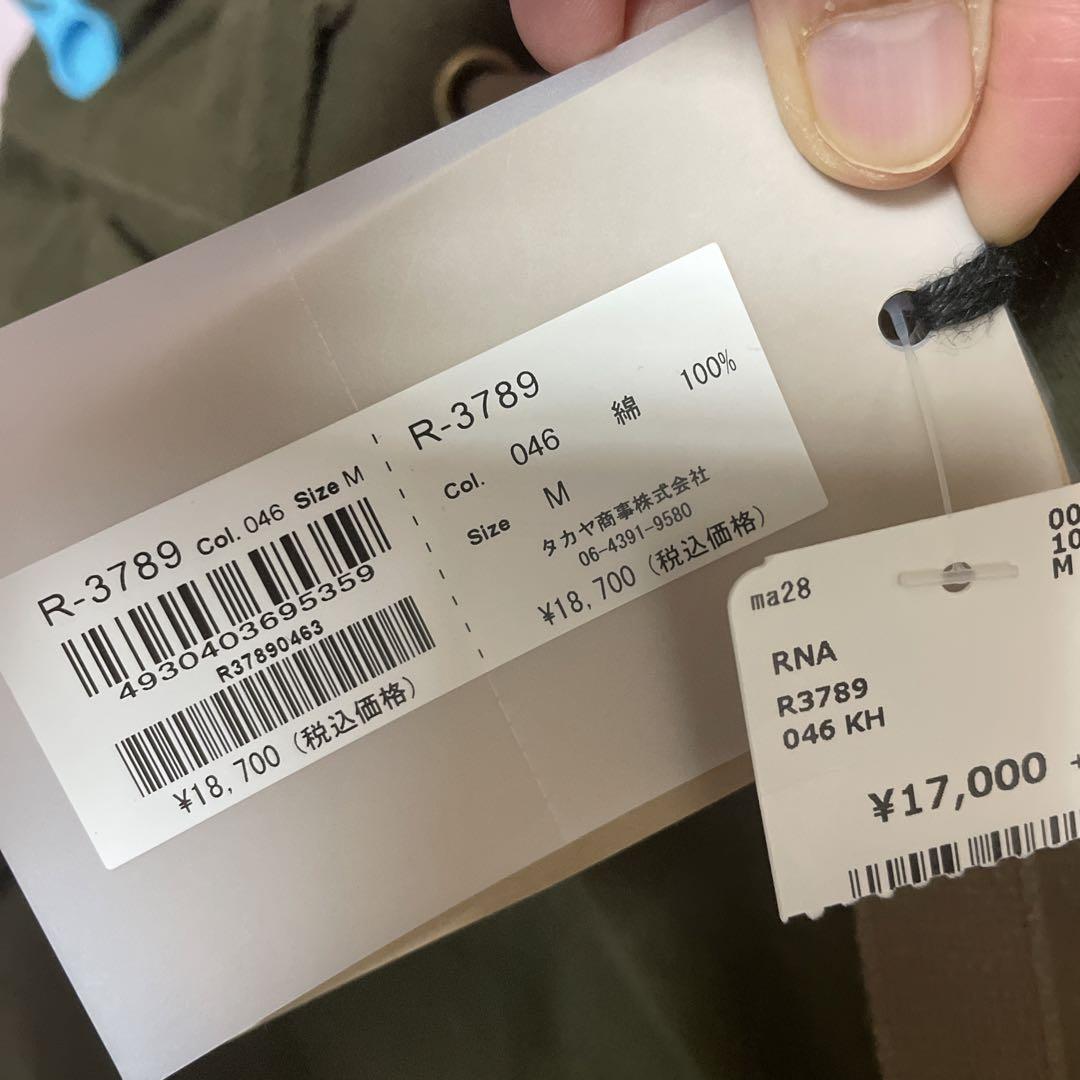 R-3789 Col. 046 Size M
4930403695359
R37890463
¥18,700 (税込価格)
R-3789
Col. 046 綿 100%
Size M
タカヤ商事株式会社
06-4391-9580
¥18,700 (税込価格)
ma28
RNA
R3789
046 KH
¥17,000
00
10
M